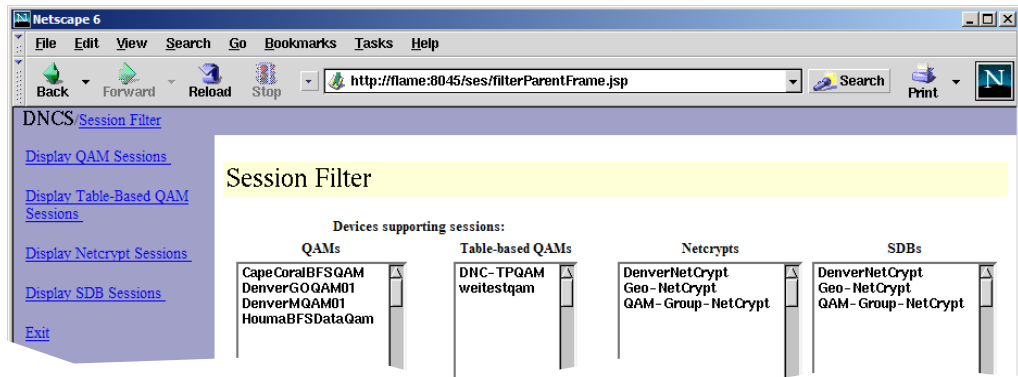 Netscape 6
File Edit View Search Go Bookmarks Tasks Help
Back Forward Reload Stop http://flame:8045/ses/filterParentFrame.jsp Search Print N
DNCS/Session Filter
Display QAM Sessions
Display Table-Based QAM
Sessions
Display Netcrypt Sessions
Display SDB Sessions
Exit
Session Filter
Devices supporting sessions:
QAMs Table-based QAMs Netcrypts SDBs
CapeCoralBFSQAM DNC-TPQAM DenverNetCrypt DenverNetCrypt
DenverGOQAM01 weitestqam Geo-NetCrypt Geo-NetCrypt
DenverMQAM01 QAM-Group-NetCrypt QAM-Group-NetCrypt
HoumaBFSDataQam